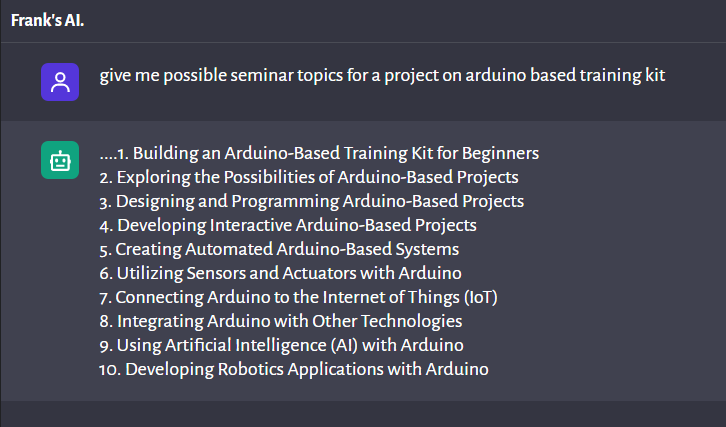 Frank's AI.
give me possible seminar topics for a project on arduino based training kit
....1. Building an Arduino-Based Training Kit for Beginners
2. Exploring the Possibilities of Arduino-Based Projects
3. Designing and Programming Arduino-Based Projects
4. Developing Interactive Arduino-Based Projects
5. Creating Automated Arduino-Based Systems
6. Utilizing Sensors and Actuators with Arduino
7. Connecting Arduino to the Internet of Things (IoT)
8. Integrating Arduino with Other Technologies
9. Using Artificial Intelligence (AI) with Arduino
10. Developing Robotics Applications with Arduino